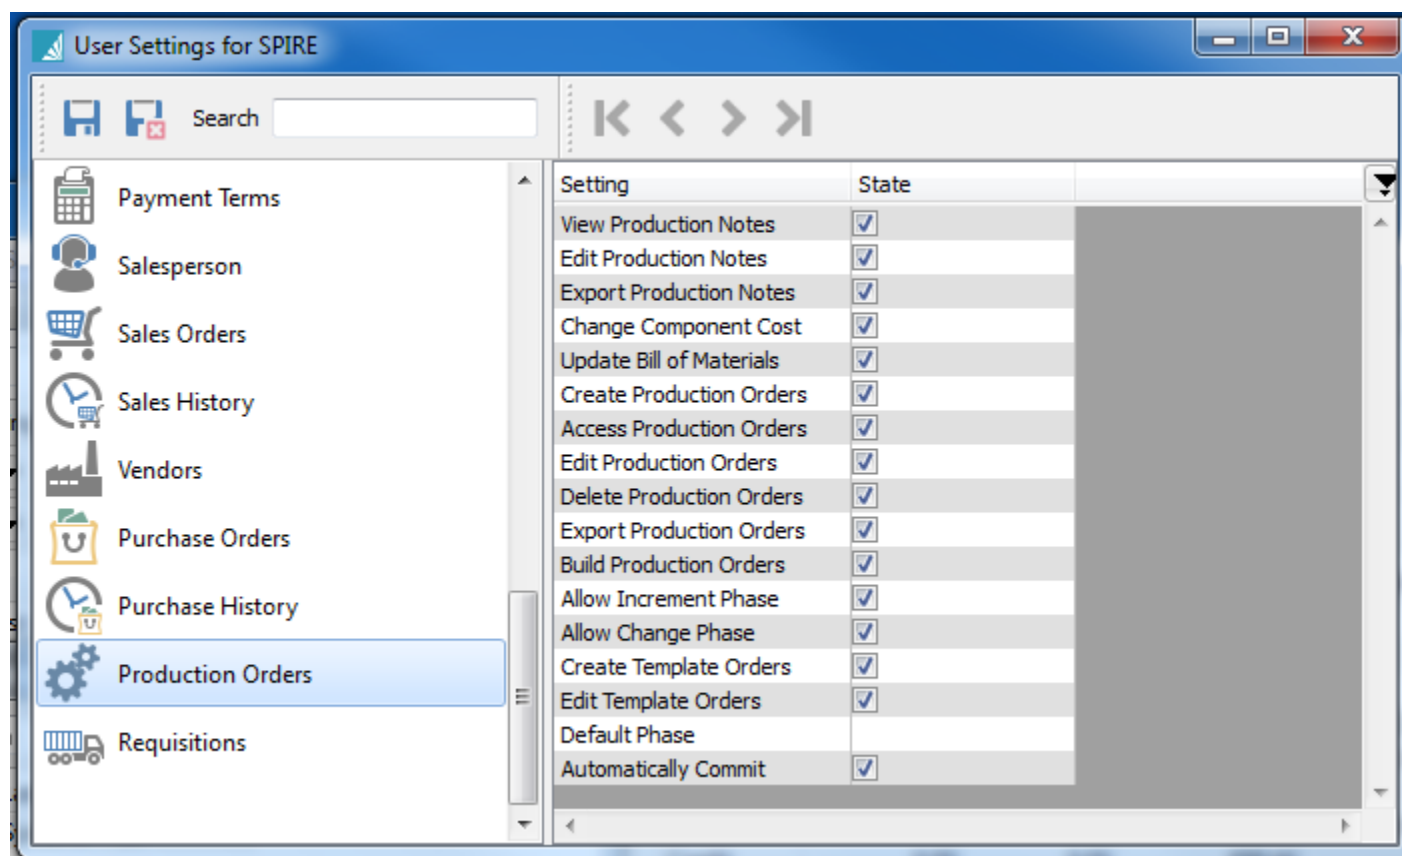 User Settings for SPIRE
Search
Payment Terms
Salesperson
Sales Orders
Sales History
Vendors
Purchase Orders
Purchase History
Production Orders
Requisitions
Setting State
View Production Notes
Edit Production Notes
Export Production Notes
Change Component Cost
Update Bill of Materials
Create Production Orders
Access Production Orders
Edit Production Orders
Delete Production Orders
Export Production Orders
Build Production Orders
Allow Increment Phase
Allow Change Phase
Create Template Orders
Edit Template Orders
Default Phase
Automatically Commit